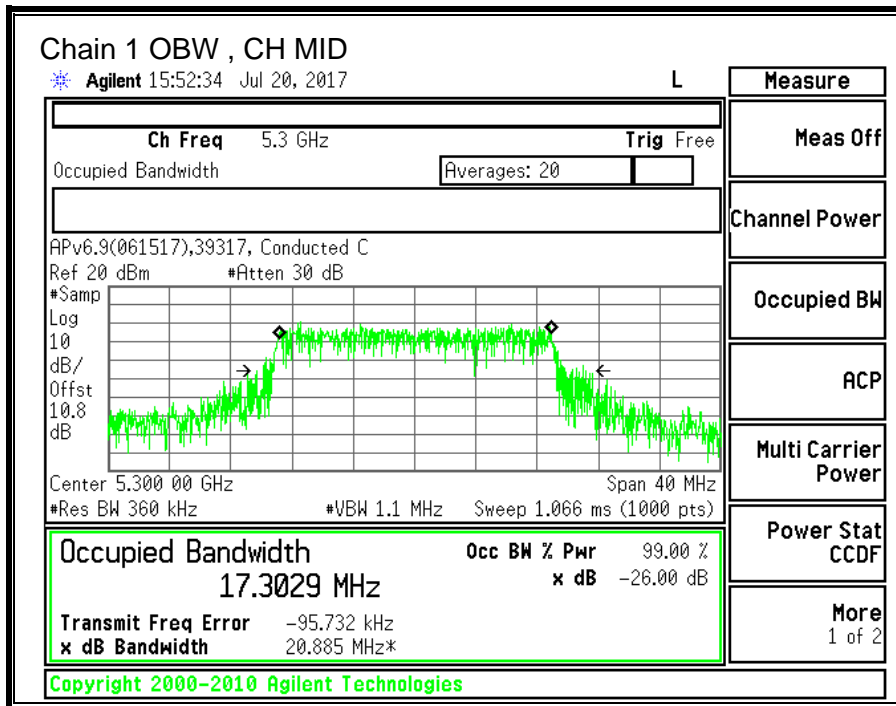 Chain 1 OBW , CH MID
Agilent 15:52:34 Jul 20, 2017 L
Measure
Ch Freq 5.3 GHz Trig Free
Meas Off
Occupied Bandwidth Averages: 20
Channel Power
APv6.9(061517),39317, Conducted C
Ref 20 dBm #Atten 30 dB
#Samp
Log
10
dB/
Offst
10.8
dB
Occupied BW
ACP
Center 5.300 00 GHz Span 40 MHz
#Res BW 360 kHz #VBW 1.1 MHz Sweep 1.066 ms (1000 pts)
Multi Carrier
Power
Occupied Bandwidth Occ BW % Pwr 99.00 %
17.3029 MHz x dB -26.00 dB
Transmit Freq Error -95.732 kHz
x dB Bandwidth 20.885 MHz*
Power Stat
CCDF
More
1 of 2
Copyright 2000-2010 Agilent Technologies